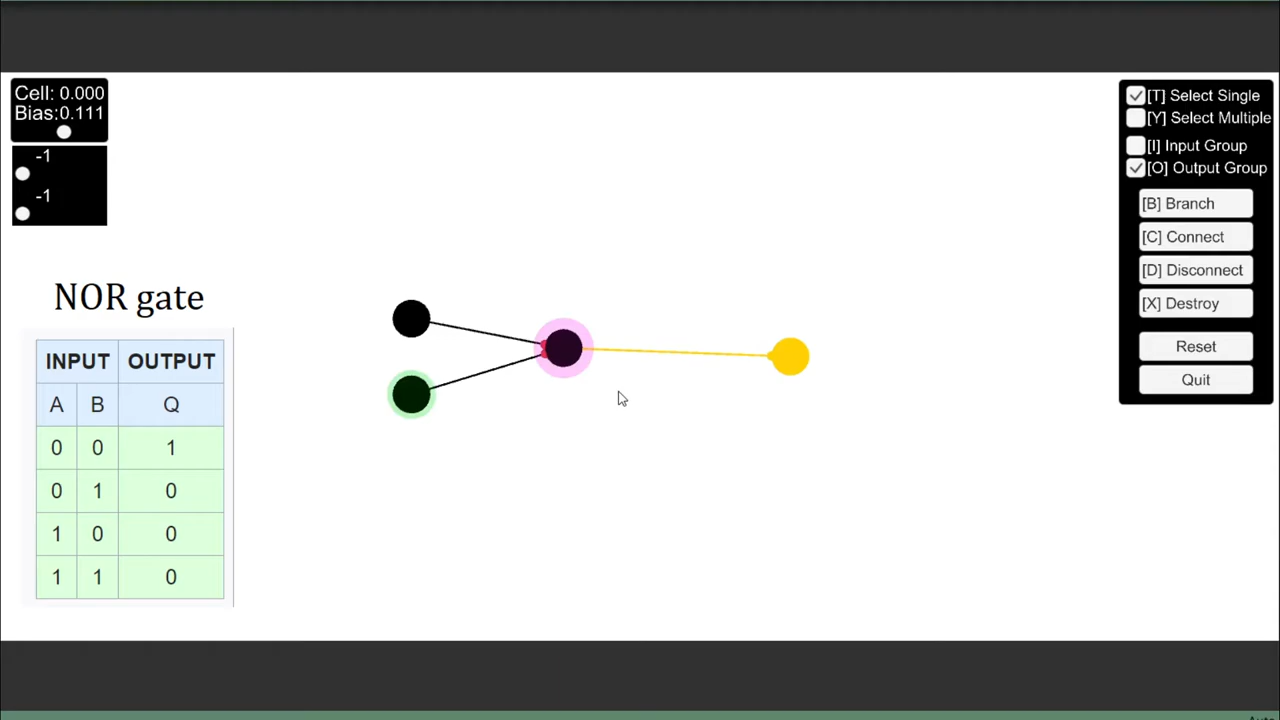 Cell: 0.000
Bias:0.111
-1
-1
NOR gate
INPUT OUTPUT
A B Q
0 0 1
0 1 0
1 0 0
1 1 0
[T] Select Single
[Y] Select Multiple
[I] Input Group
[O] Output Group
[B] Branch
[C] Connect
[D] Disconnect
[X] Destroy
Reset
Quit